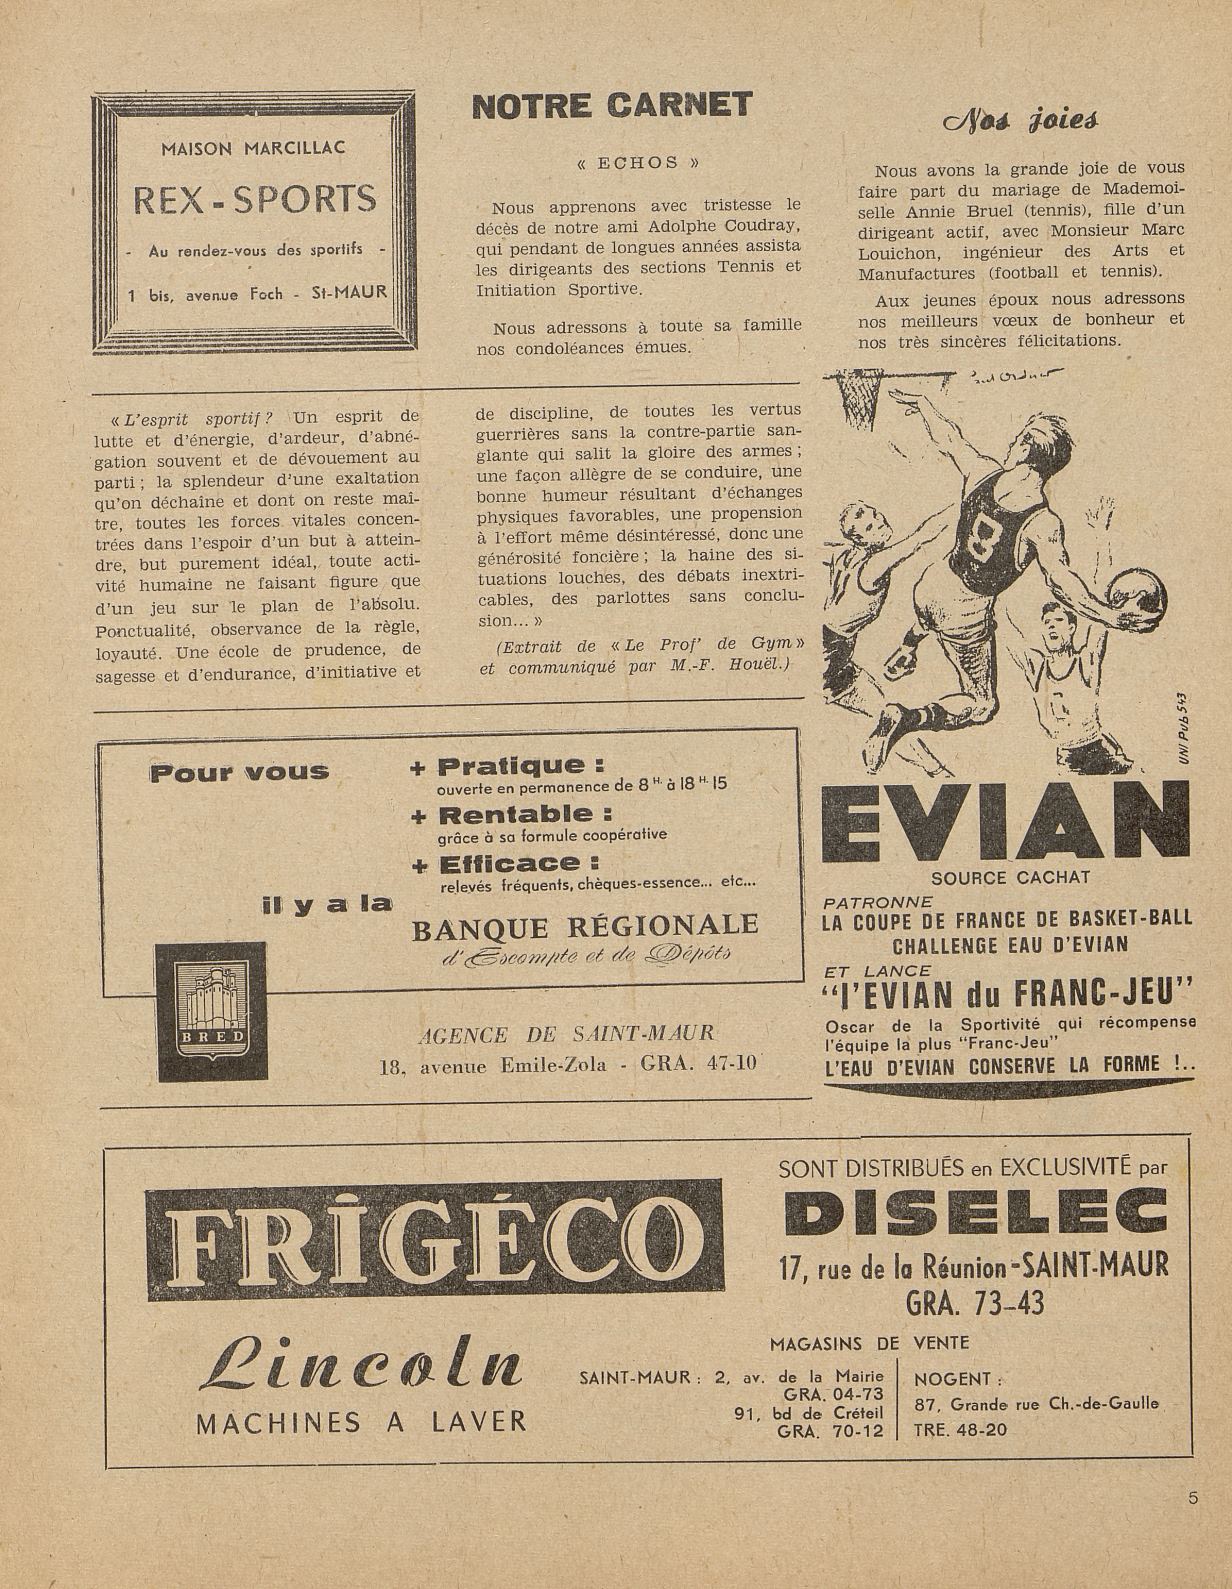 MAISON MARCILLAC
REX-SPORTS
- Au rendez-vous des sportifs -
1 bis, avenue Foch - St-MAUR
NOTRE CARNET
« ECHOS »
Nous apprenons avec tristesse le
décès de notre ami Adolphe Coudray,
qui pendant de longues années assista
les dirigeants des sections Tennis et
Initiation Sportive.
Nous adressons à toute sa famille
nos condoléances émues.
Nos joies
Nous avons la grande joie de vous
faire part du mariage de Mademoi-
selle Annie Bruel (tennis), fille d'un
dirigeant actif, avec Monsieur Marc
Louichon, ingénieur des Arts et
Manufactures (football et tennis).
Aux jeunes époux nous adressons
nos meilleurs vœux de bonheur et
nos très sincères félicitations.
« L'esprit sportif ? Un esprit de
lutte et d'énergie, d'ardeur, d'abné-
gation souvent et de dévouement au
parti ; la splendeur d'une exaltation
qu'on déchaîne et dont on reste maî-
tre, toutes les forces vitales concen-
trées dans l'espoir d'un but à attein-
dre, but purement idéal, toute acti-
vité humaine ne faisant figure que
d'un jeu sur le plan de l'absolu.
Ponctualité, observance de la règle,
loyauté. Une école de prudence, de
sagesse et d'endurance, d'initiative et
de discipline, de toutes les vertus
guerrières sans la contre-partie san-
glante qui salit la gloire des armes ;
une façon allègre de se conduire, une
bonne humeur résultant d'échanges
physiques favorables, une propension
à l'effort même désintéressé, donc une
générosité foncière ; la haine des si-
tuations louches, des débats inextri-
cables, des parlottes sans conclu-
sion... »
(Extrait de « Le Prof' de Gym »
et communiqué par M.-F. Houël.)
B
UNI Pub 543
EVIAN
SOURCE CACHAT
PATRONNE
LA COUPE DE FRANCE DE BASKET-BALL
CHALLENGE EAU D'EVIAN
ET LANCE
"l'EVIAN du FRANC-JEU"
Oscar de la Sportivité qui récompense
l'équipe la plus "Franc-Jeu"
L'EAU D'EVIAN CONSERVE LA FORME !..
Pour vous
+ Pratique :
ouverte en permanence de 8 H. à 18 H. 15
+ Rentable :
grâce à sa formule coopérative
+ Efficace :
relevés fréquents, chèques-essence... etc...
il y a la
BANQUE RÉGIONALE
d'Escompte et de Dépôts
BRED
AGENCE DE SAINT-MAUR
18, avenue Emile-Zola - GRA. 47-10
FRIGÉCO
Lincoln
MACHINES A LAVER
SONT DISTRIBUÉS en EXCLUSIVITÉ par
DISELEC
17, rue de la Réunion - SAINT-MAUR
GRA. 73-43
MAGASINS DE VENTE
SAINT-MAUR : 2, av. de la Mairie
GRA. 04-73
91, bd de Créteil
GRA. 70-12
NOGENT :
87, Grande rue Ch.-de-Gaulle
TRE. 48-20
5